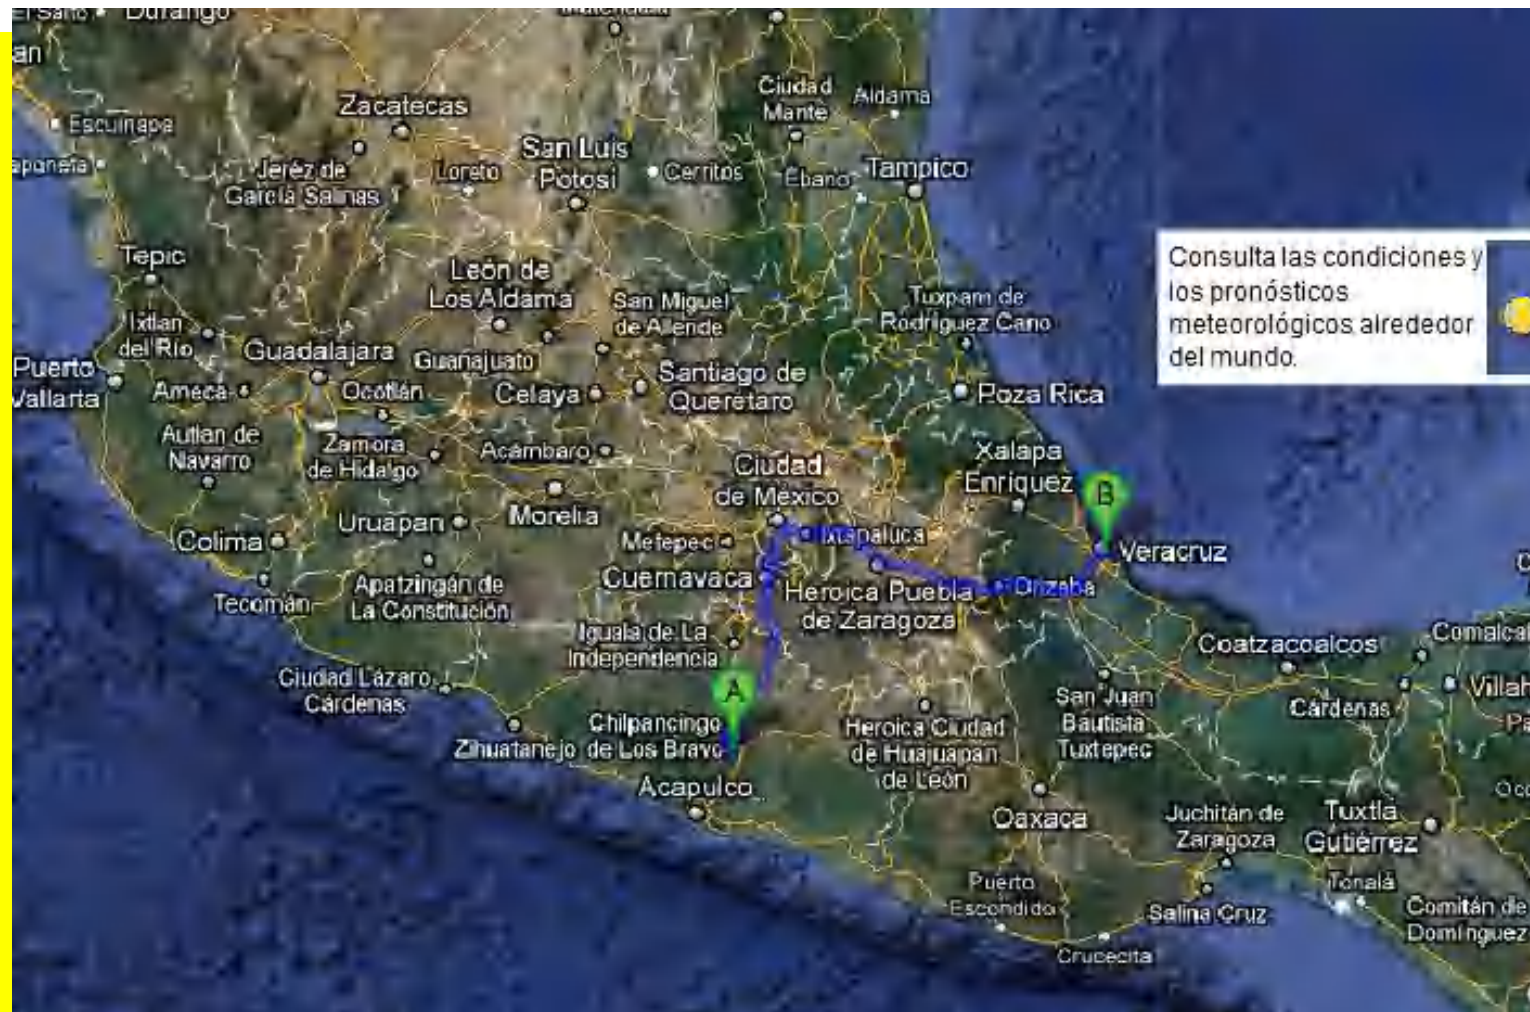 Durango
an
Zacatecas
Ciudad
Mante
Aldama
Escuinapa
San Luis
Potosí
Cerritos
Ebano
Tampico
Jeréz de
García Salinas
Loreto
Tepic
León de
Los Aldama
San Miguel
de Allende
Tuxpam de
Rodríguez Cano
Consulta las condiciones y
los pronósticos
meteorológicos alrededor
del mundo.
Ixtlan
del Río
Guadalajara
Guanajuato
Puerto
Vallarta
Ameca
Ocotlán
Celaya
Santiago de
Querétaro
Poza Rica
Autlan de
Navarro
Zamora
de Hidalgo
Acámbaro
Ciudad
de México
Xalapa
Enriquez
B
Uruapan
Morelia
Colima
Metepec
Ixtapaluca
Veracruz
Cuernavaca
Apatzingán de
La Constitución
Tecomán
Heroica Puebla
de Zaragoza
Orizaba
Iguala de La
Independencia
Coatzacoalcos
Ciudad Lázaro
Cárdenas
A
San Juan
Bautista
Tuxtepec
Cárdenas
Chilpancingo
de Los Bravo
Zihuatanejo
Heroica Ciudad
de Huajuapan
de León
Acapulco
Oaxaca
Juchitán de
Zaragoza
Tuxtla
Gutiérrez
Puerto
Escondido
Salina Cruz
Tonalá
Comitán de
Domínguez
Crucecita